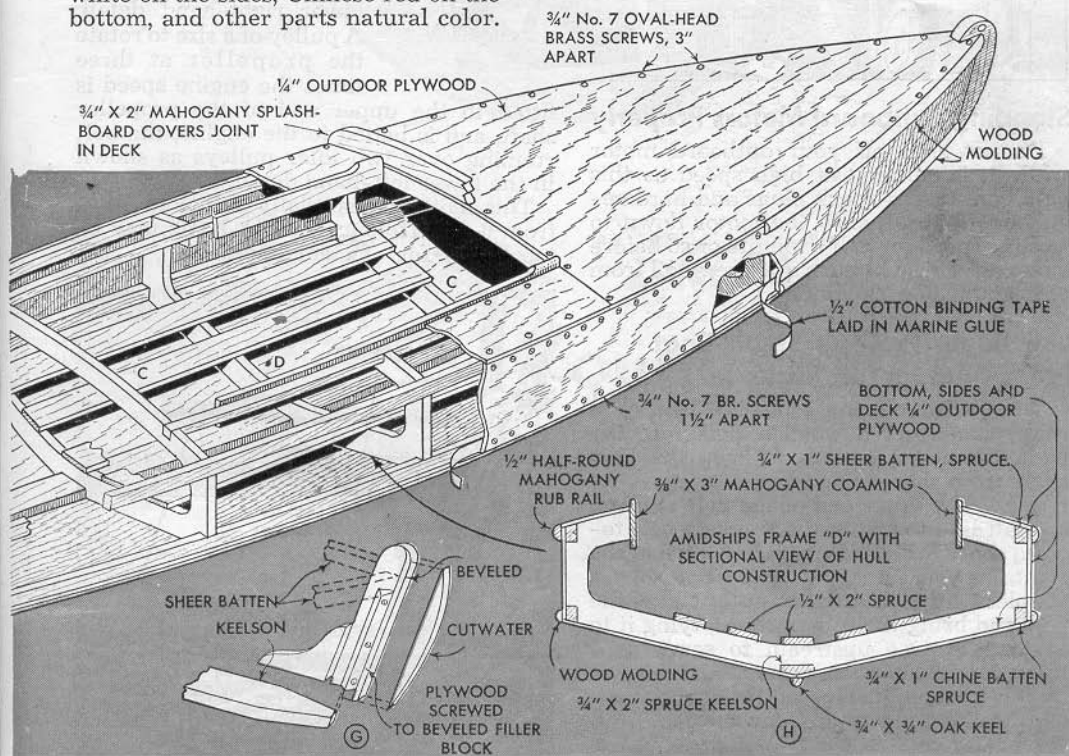 white on the sides, Chinese red on the
bottom, and other parts natural color.
¾" No. 7 OVAL-HEAD
BRASS SCREWS, 3"
APART
¼" OUTDOOR PLYWOOD
¾" X 2" MAHOGANY SPLASH-
BOARD COVERS JOINT
IN DECK
WOOD
MOLDING
C
C
D
½" COTTON BINDING TAPE
LAID IN MARINE GLUE
¾" No. 7 BR. SCREWS
1½" APART
BOTTOM, SIDES AND
DECK ¼" OUTDOOR
PLYWOOD
½" HALF-ROUND
MAHOGANY
RUB RAIL
¾" X 1" SHEER BATTEN, SPRUCE
⅜" X 3" MAHOGANY COAMING
AMIDSHIPS FRAME "D" WITH
SECTIONAL VIEW OF HULL
CONSTRUCTION
½" X 2" SPRUCE
BEVELED
SHEER BATTEN
KEELSON
CUTWATER
PLYWOOD
SCREWED
TO BEVELED FILLER
BLOCK
G
WOOD MOLDING
¾" X 2" SPRUCE KEELSON
¾" X 1" CHINE BATTEN
SPRUCE
¾" X ¾" OAK KEEL
H